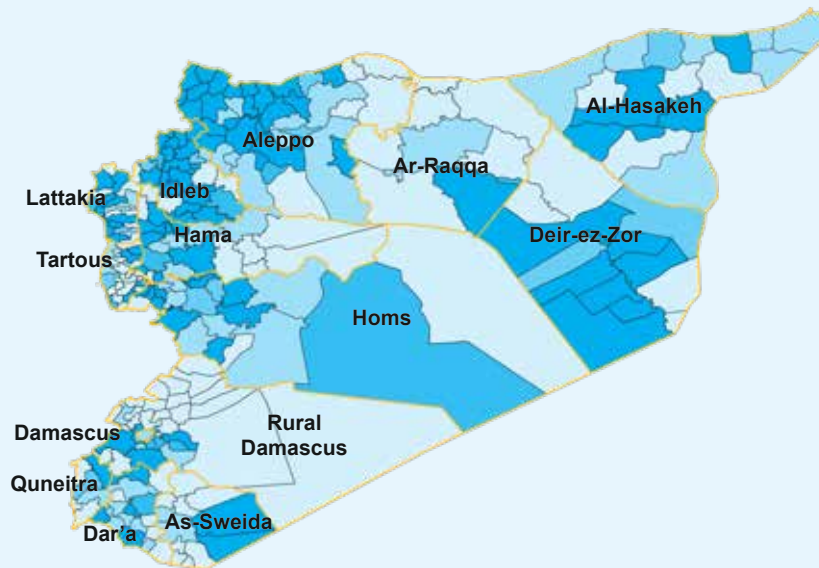 Al-Hasakeh
Aleppo
Ar-Raqqa
Idleb
Lattakia
Hama
Deir-ez-Zor
Tartous
Homs
Rural
Damascus
Damascus
Quneitra
As-Sweida
Dar'a